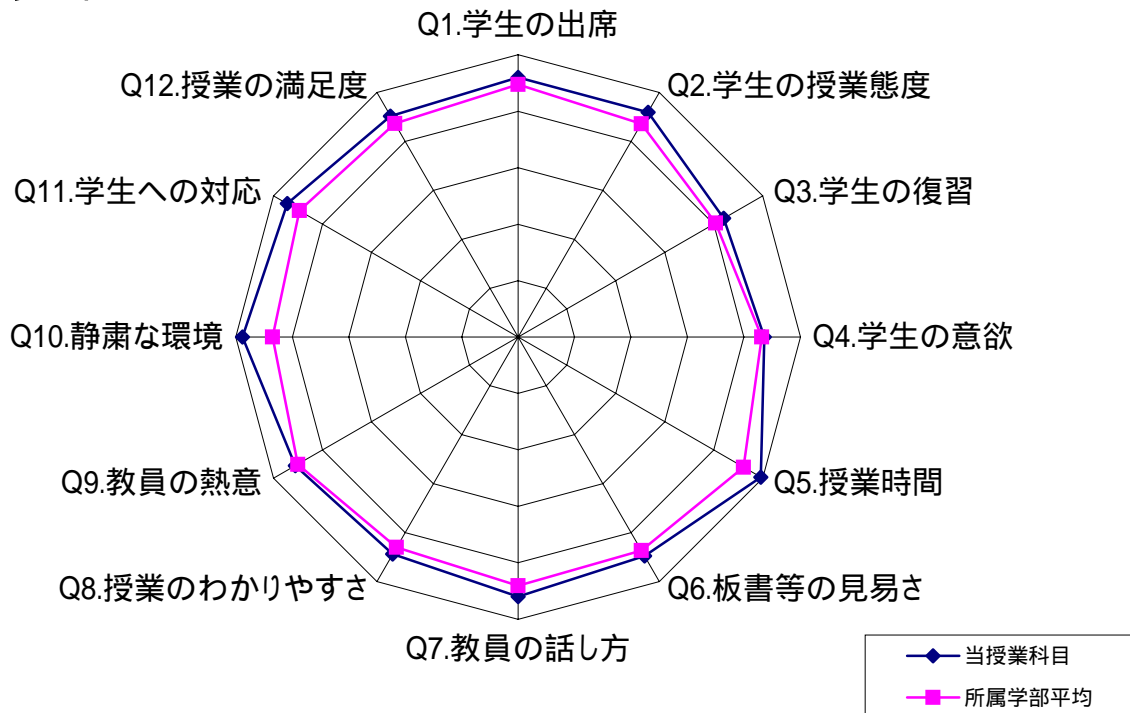 Q1.学生の出席
Q2.学生の授業態度
Q3.学生の復習
Q4.学生の意欲
Q5.授業時間
Q6.板書等の見易さ
Q7.教員の話し方
Q8.授業のわかりやすさ
Q9.教員の熱意
Q10.静粛な環境
Q11.学生への対応
Q12.授業の満足度
当授業科目
所属学部平均